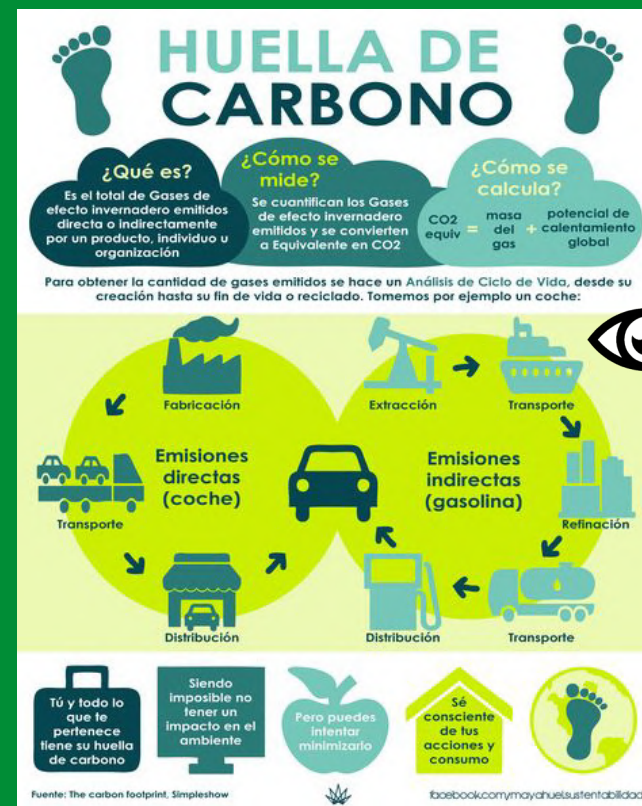 HUELLA DE
CARBONO
¿Qué es?
Es el total de Gases de
efecto invernadero emitidos
directa o indirectamente
por un producto, individuo u
organización
¿Cómo se
mide?
Se cuantifican los Gases
de efecto invernadero
emitidos y se convierten
a Equivalente en CO2
¿Cómo se
calcula?
CO2
equiv
=
masa
del
gas
+
potencial de
calentamiento
global
Para obtener la cantidad de gases emitidos se hace un Análisis de Ciclo de Vida, desde su
creación hasta su fin de vida o reciclado. Tomemos por ejemplo un coche:
Fabricación
Extracción
Transporte
Emisiones
directas
(coche)
Emisiones
indirectas
(gasolina)
Transporte
Refinación
Distribución
Distribución
Transporte
Tú y todo lo
que te
pertenece
tiene su huella
de carbono
Siendo
imposible no
tener un
impacto en el
ambiente
Pero puedes
intentar
minimizarlo
Sé
consciente
de tus
acciones y
consumo
Fuente: The carbon footprint, Simpleshow
facebook.com/mayahuelsustentabilidad